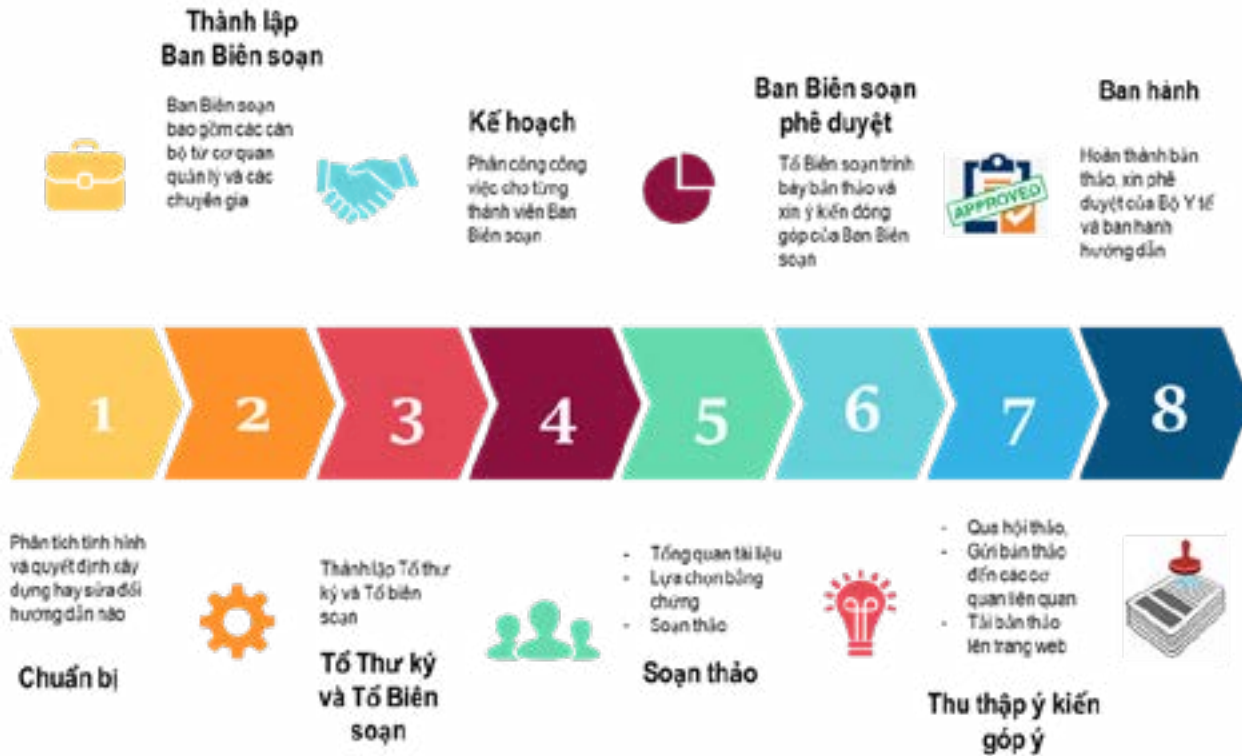 Thành lập
Ban Biên soạn
Ban Biên soạn
bao gồm các cán
bộ từ cơ quan
quản lý và các
chuyên gia
Kế hoạch
Phân công công
việc cho từng
thành viên Ban
Biên soạn
Ban Biên soạn
phê duyệt
Tổ Biên soạn trình
bày bản thảo và
xin ý kiến đóng
góp của Ban Biên
soạn
APPROVED
Ban hành
Hoàn thành bản
thảo, xin phê
duyệt của Bộ Y tế
và ban hành
hướng dẫn
1
2
3
4
5
6
7
8
Phân tích tình hình
và quyết định xây
dựng hay sửa đổi
hướng dẫn nào
Chuẩn bị
Thành lập Tổ thư
ký và Tổ biên
soạn
Tổ Thư ký
và Tổ Biên
soạn
- Tổng quan tài liệu
- Lựa chọn bằng
chứng
- Soạn thảo
Soạn thảo
- Qua hội thảo,
- Gửi bản thảo
đến các cơ
quan liên quan
- Tải bản thảo
lên trang web
Thu thập ý kiến
góp ý